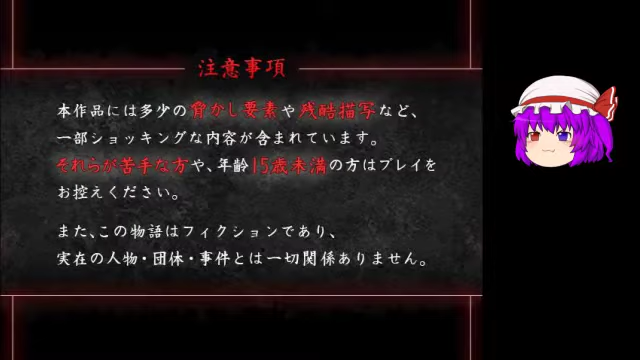 注意事項
本作品には多少の脅かし要素や残酷描写など、
一部ショッキングな内容が含まれています。
それらが苦手な方や、年齢15歳未満の方はプレイを
お控えください。
また、この物語はフィクションであり、
実在の人物・団体・事件とは一切関係ありません。